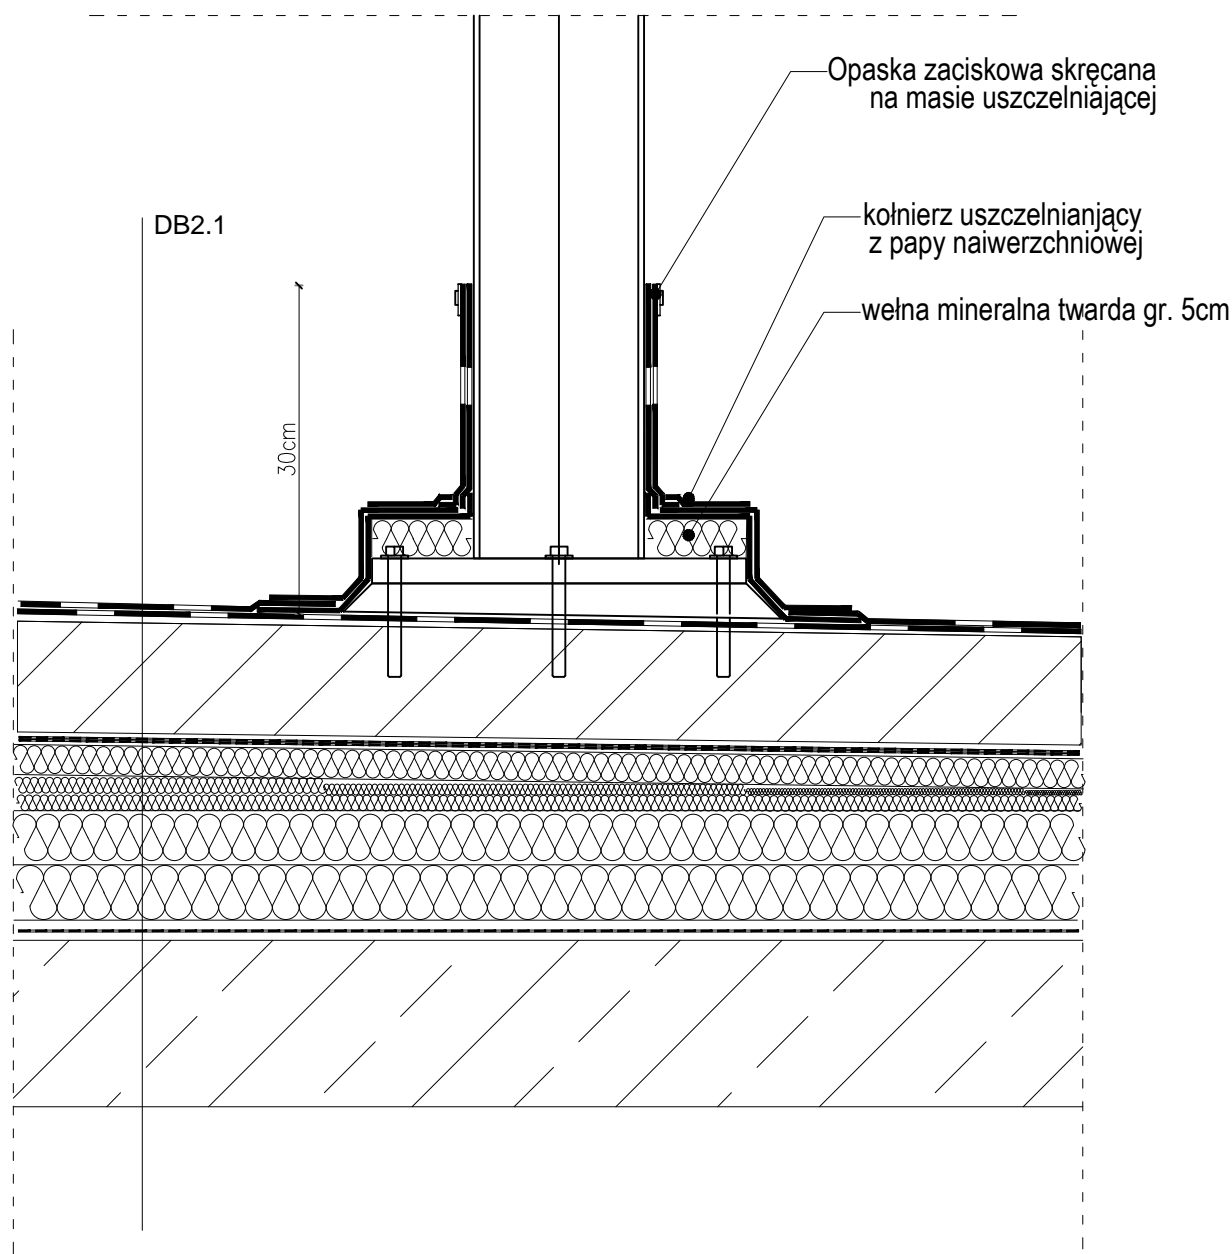 Opaska zaciskowa skręcana
na masie uszczelniającej
kołnierz uszczelnianjący
z papy naiwerzchniowej
wełna mineralna twarda gr. 5cm
DB2.1
30cm